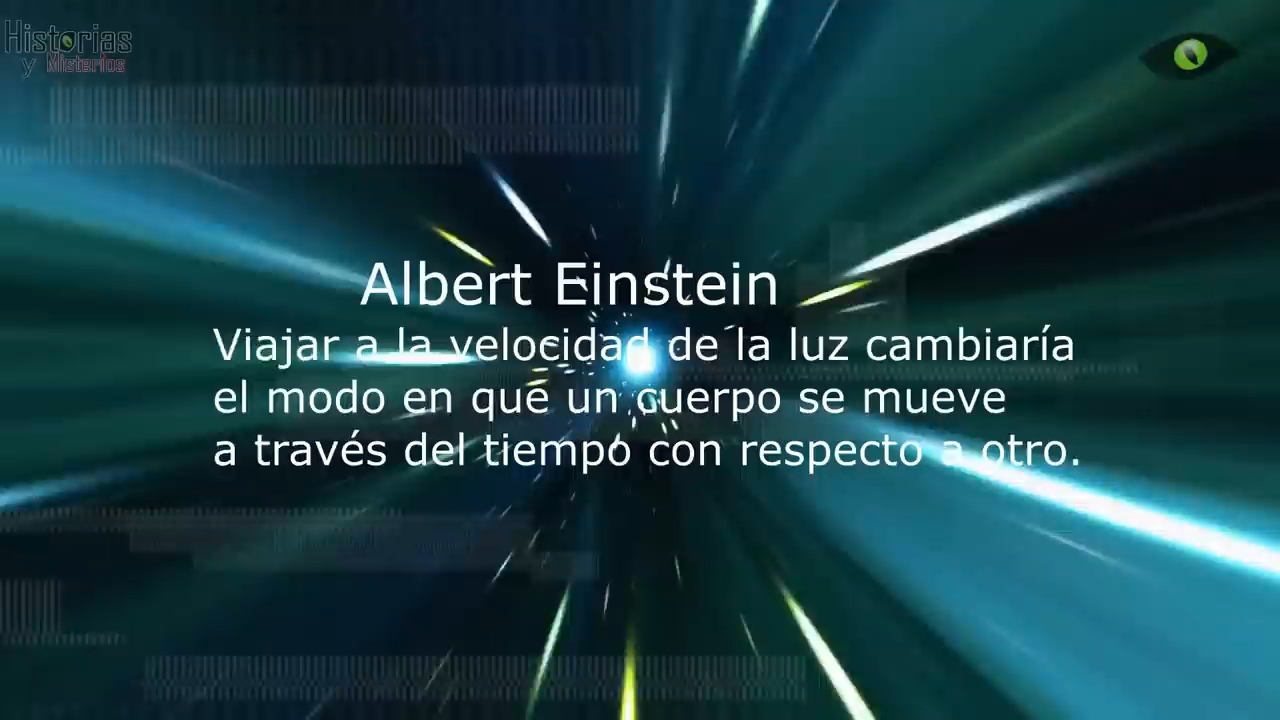 Historias
y Misterios
Albert Einstein
Viajar a la velocidad de la luz cambiaría
el modo en que un cuerpo se mueve
a través del tiempo con respecto a otro.